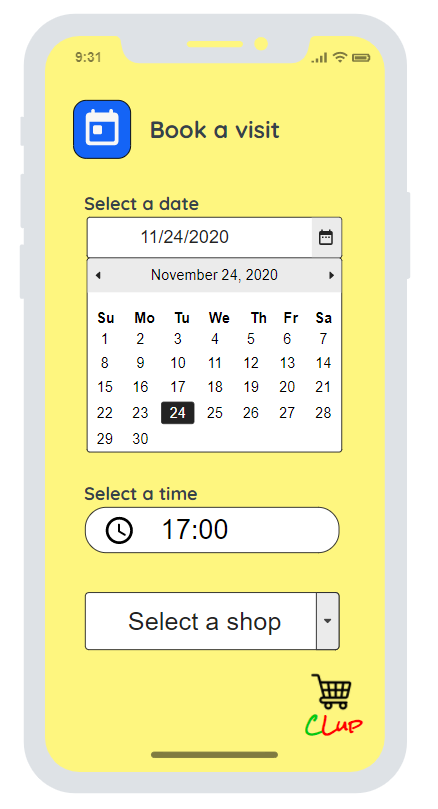 9:31
Book a visit
Select a date
11/24/2020
November 24, 2020
Su Mo Tu We Th Fr Sa
1 2 3 4 5 6 7
8 9 10 11 12 13 14
15 16 17 18 19 20 21
22 23 24 25 26 27 28
29 30
Select a time
17:00
Select a shop
CLup